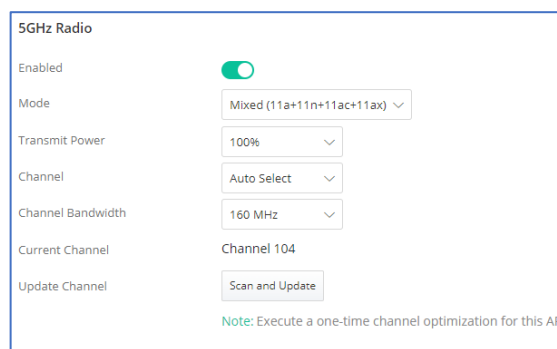 5GHz Radio
Enabled
Mode Mixed (11a+11n+11ac+11ax)
Transmit Power 100%
Channel Auto Select
Channel Bandwidth 160 MHz
Current Channel Channel 104
Update Channel Scan and Update
Note: Execute a one-time channel optimization for this